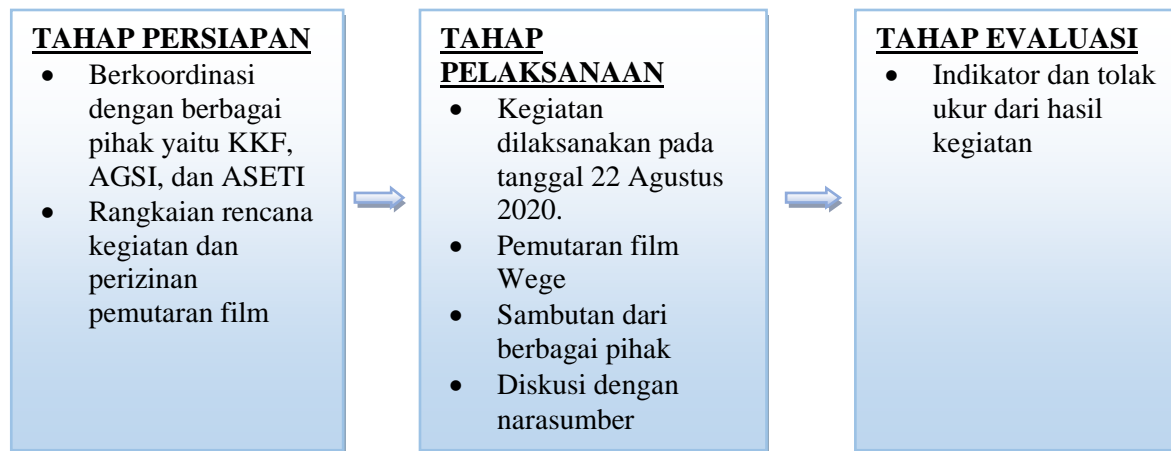 TAHAP PERSIAPAN
• Berkoordinasi
dengan berbagai
pihak yaitu KKF,
AGSI, dan ASETI
• Rangkaian rencana
kegiatan dan
perizinan
pemutaran film
TAHAP
PELAKSANAAN
• Kegiatan
dilaksanakan pada
tanggal 22 Agustus
2020.
• Pemutaran film
Wege
• Sambutan dari
berbagai pihak
• Diskusi dengan
narasumber
TAHAP EVALUASI
• Indikator dan tolak
ukur dari hasil
kegiatan